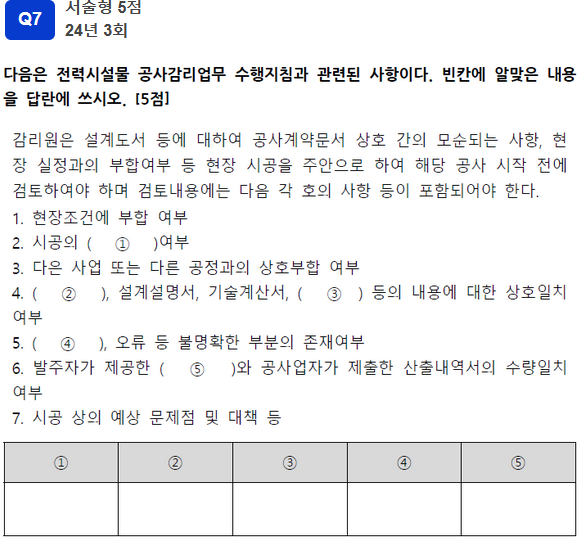 Q7
서술형 5점
24년 3회
다음은 전력시설물 공사감리업무 수행지침과 관련된 사항이다. 빈칸에 알맞은 내용
을 답란에 쓰시오. [5점]
감리원은 설계도서 등에 대하여 공사계약문서 상호 간의 모순되는 사항, 현
장 실정과의 부합여부 등 현장 시공을 주안으로 하여 해당 공사 시작 전에
검토하여야 하며 검토내용에는 다음 각 호의 사항 등이 포함되어야 한다.
1. 현장조건에 부합 여부
2. 시공의 ( ① )여부
3. 다은 사업 또는 다른 공정과의 상호부합 여부
4. ( ② ), 설계설명서, 기술계산서, ( ③ ) 등의 내용에 대한 상호일치
여부
5. ( ④ ), 오류 등 불명확한 부분의 존재여부
6. 발주자가 제공한 ( ⑤ )와 공사업자가 제출한 산출내역서의 수량일치
여부
7. 시공 상의 예상 문제점 및 대책 등
① ② ③ ④ ⑤